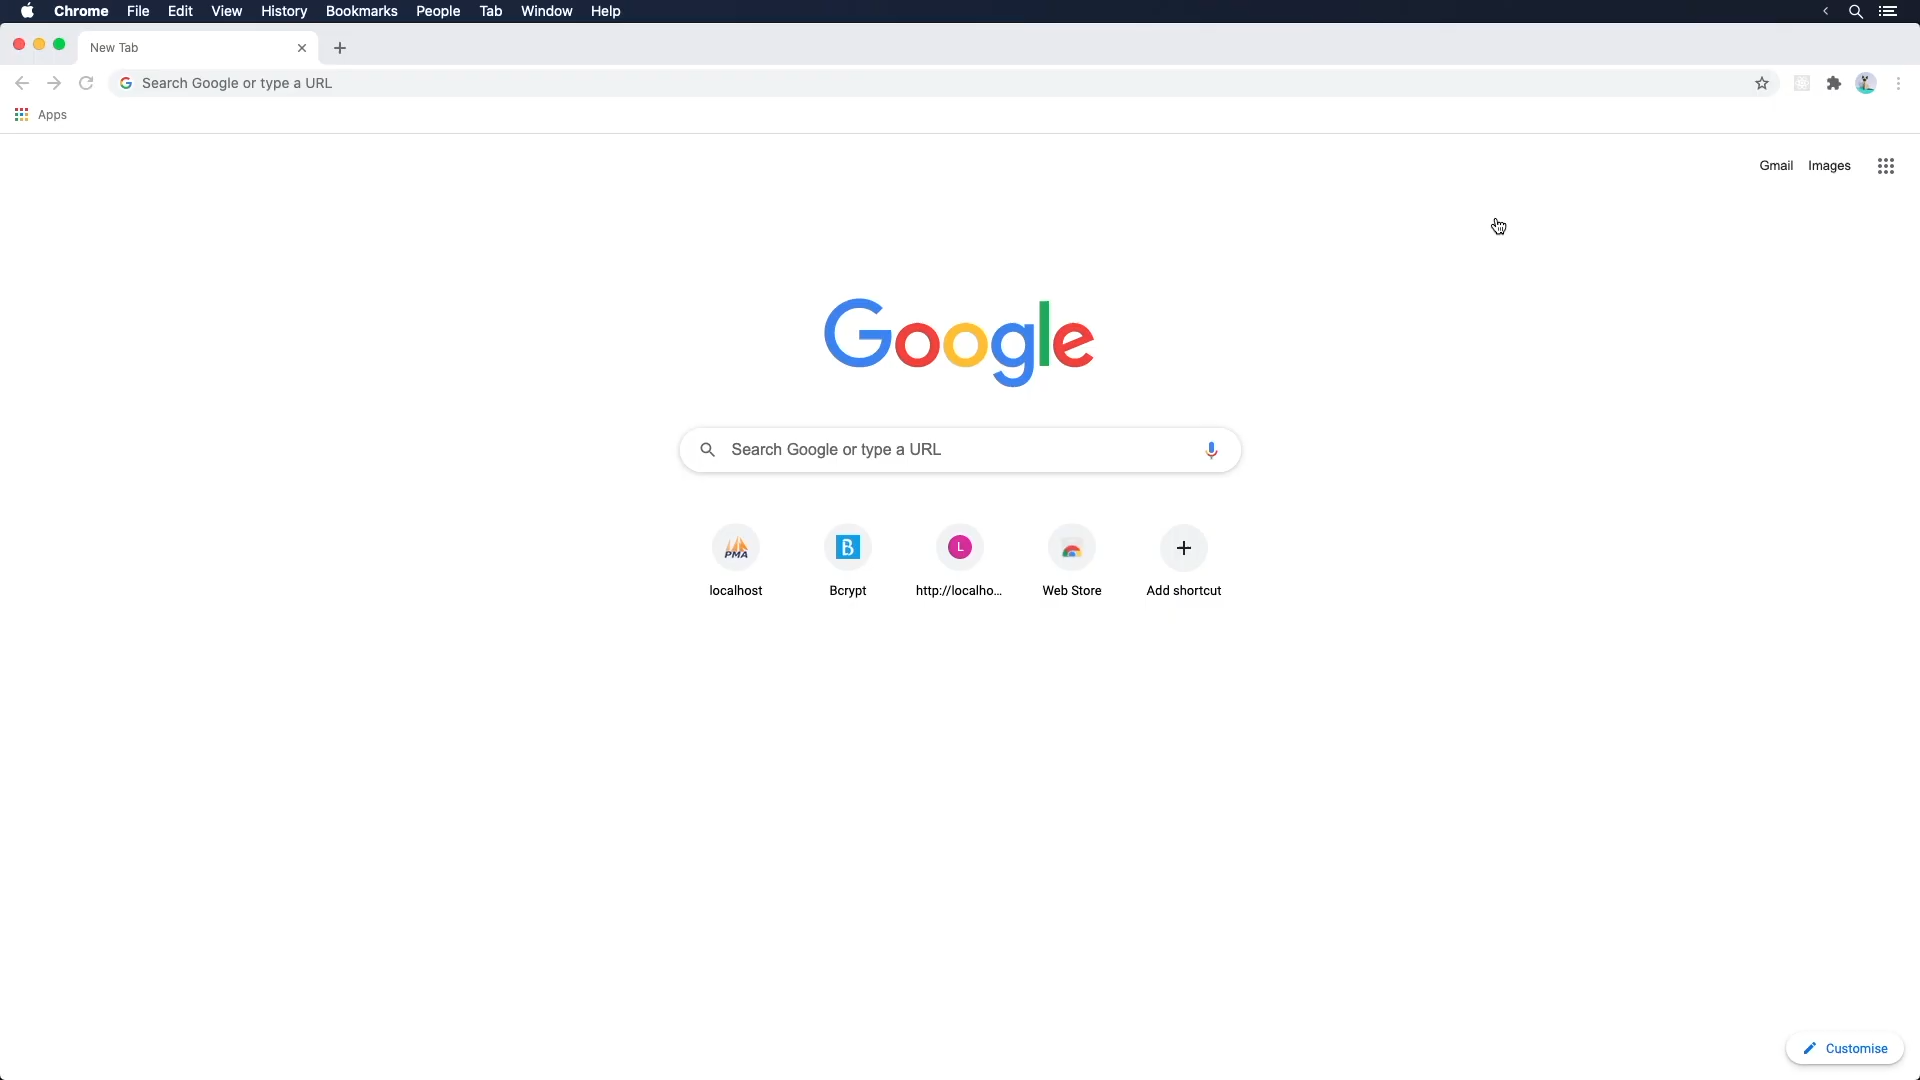 Chrome File Edit View History Bookmarks People Tab Window Help
New Tab
Search Google or type a URL
Apps
Gmail Images
Google
Search Google or type a URL
PMA B L
localhost Bcrypt http://localho... Web Store Add shortcut
Customise